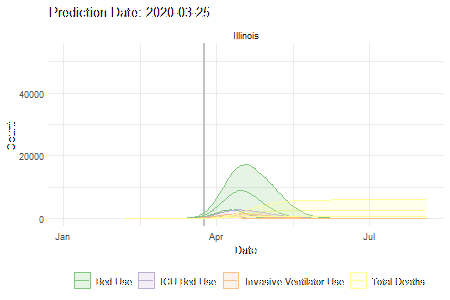 Prediction Date: 2020-03-25
Illinois
40000
20000
0
Count
Jan
Apr
Jul
Date
Bed Use
ICU Bed Use
Invasive Ventilator Use
Total Deaths